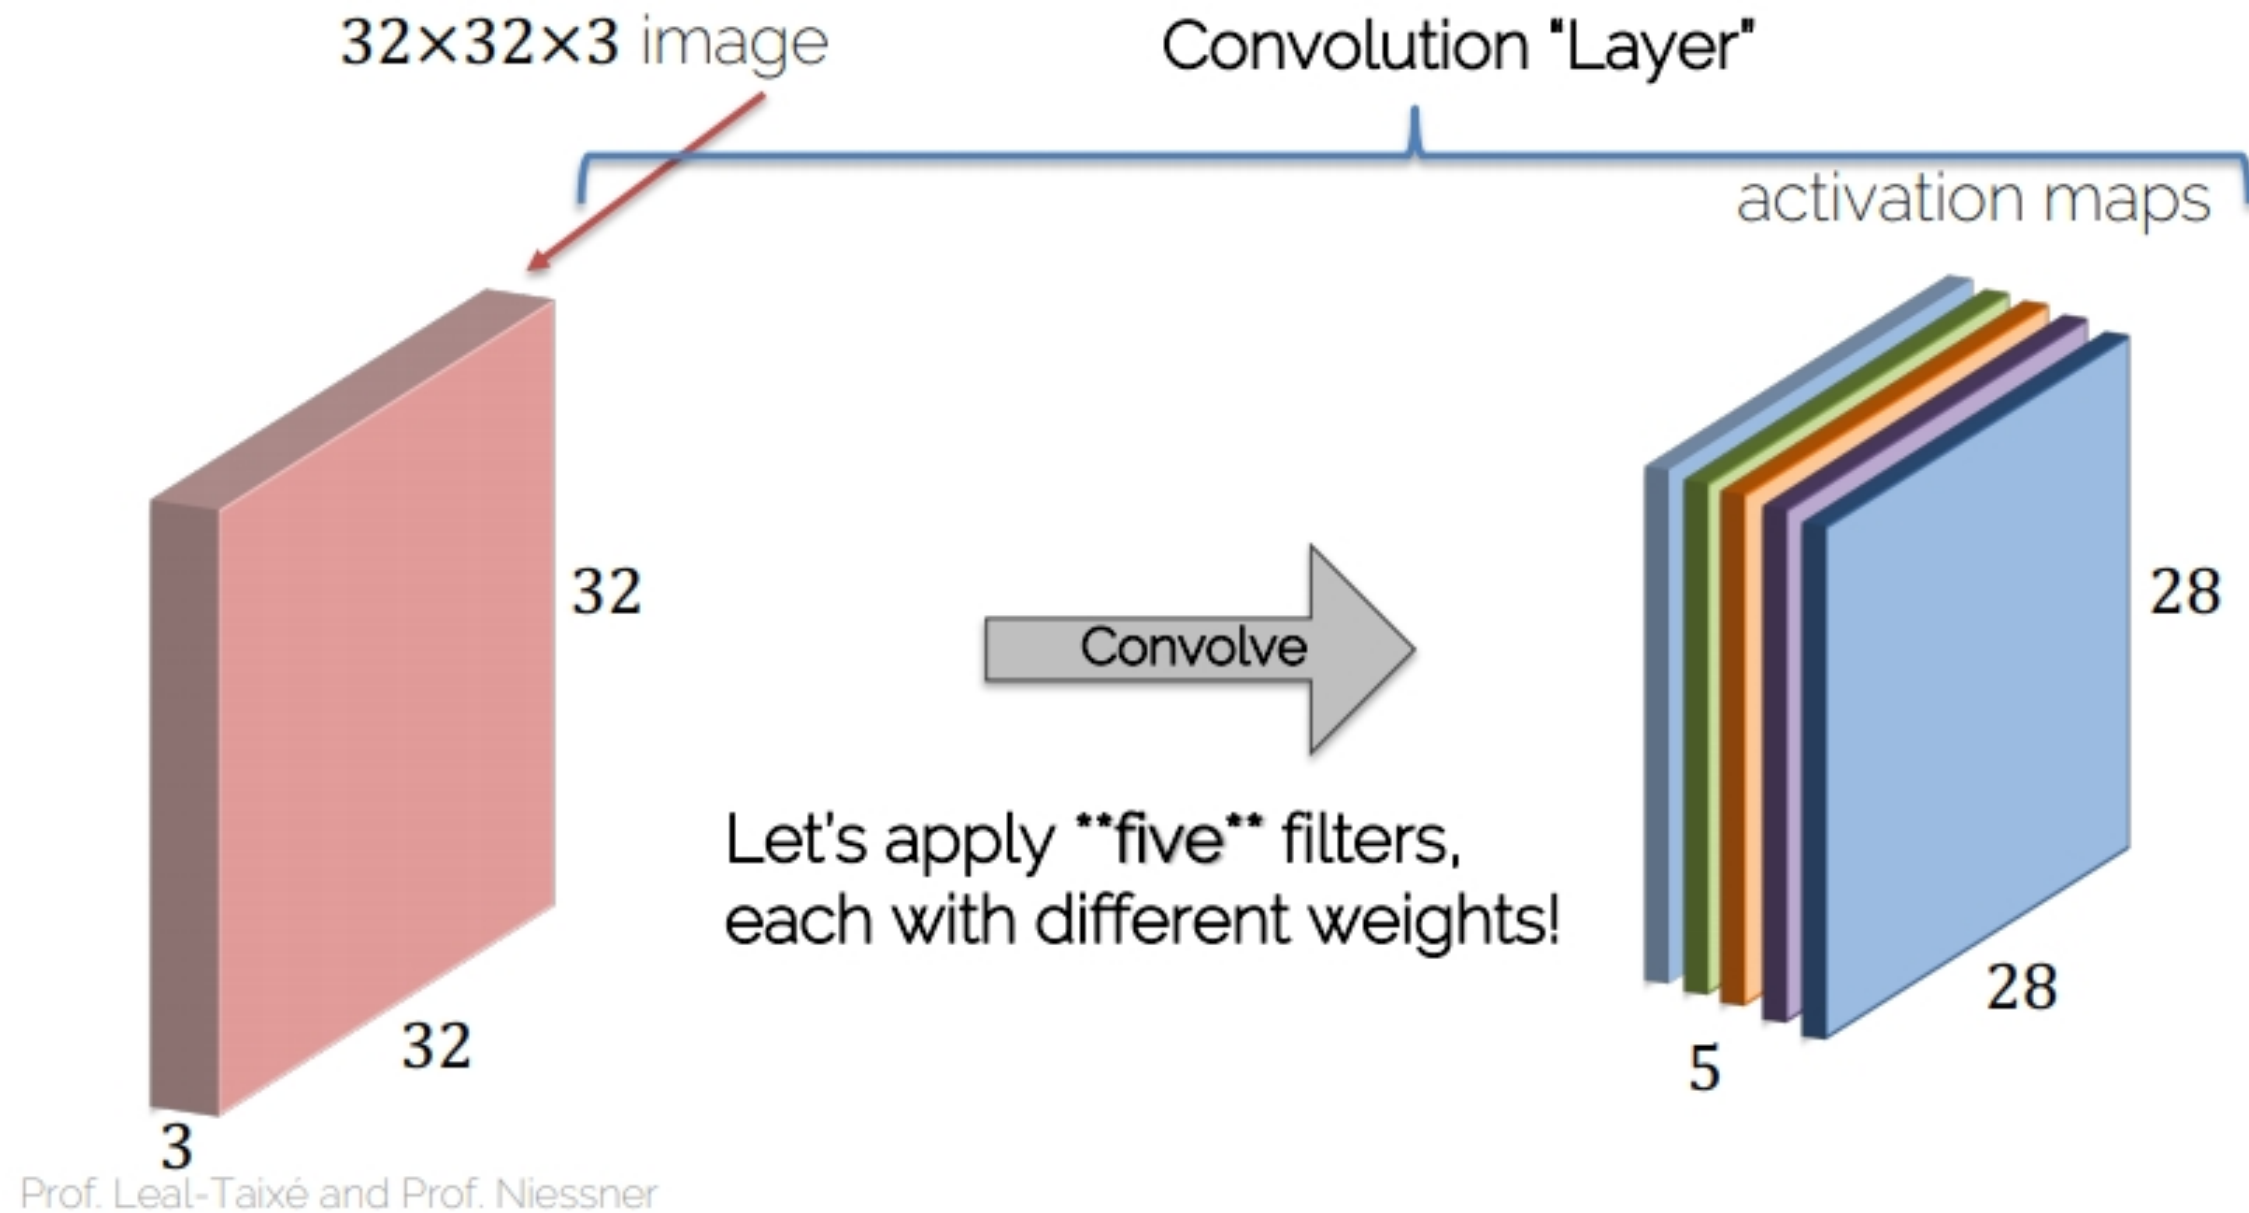 32×32×3 image
Convolution "Layer"
activation maps
32
32
3
Convolve
Let's apply **five** filters,
each with different weights!
28
28
5
Prof. Leal-Taixé and Prof. Niessner